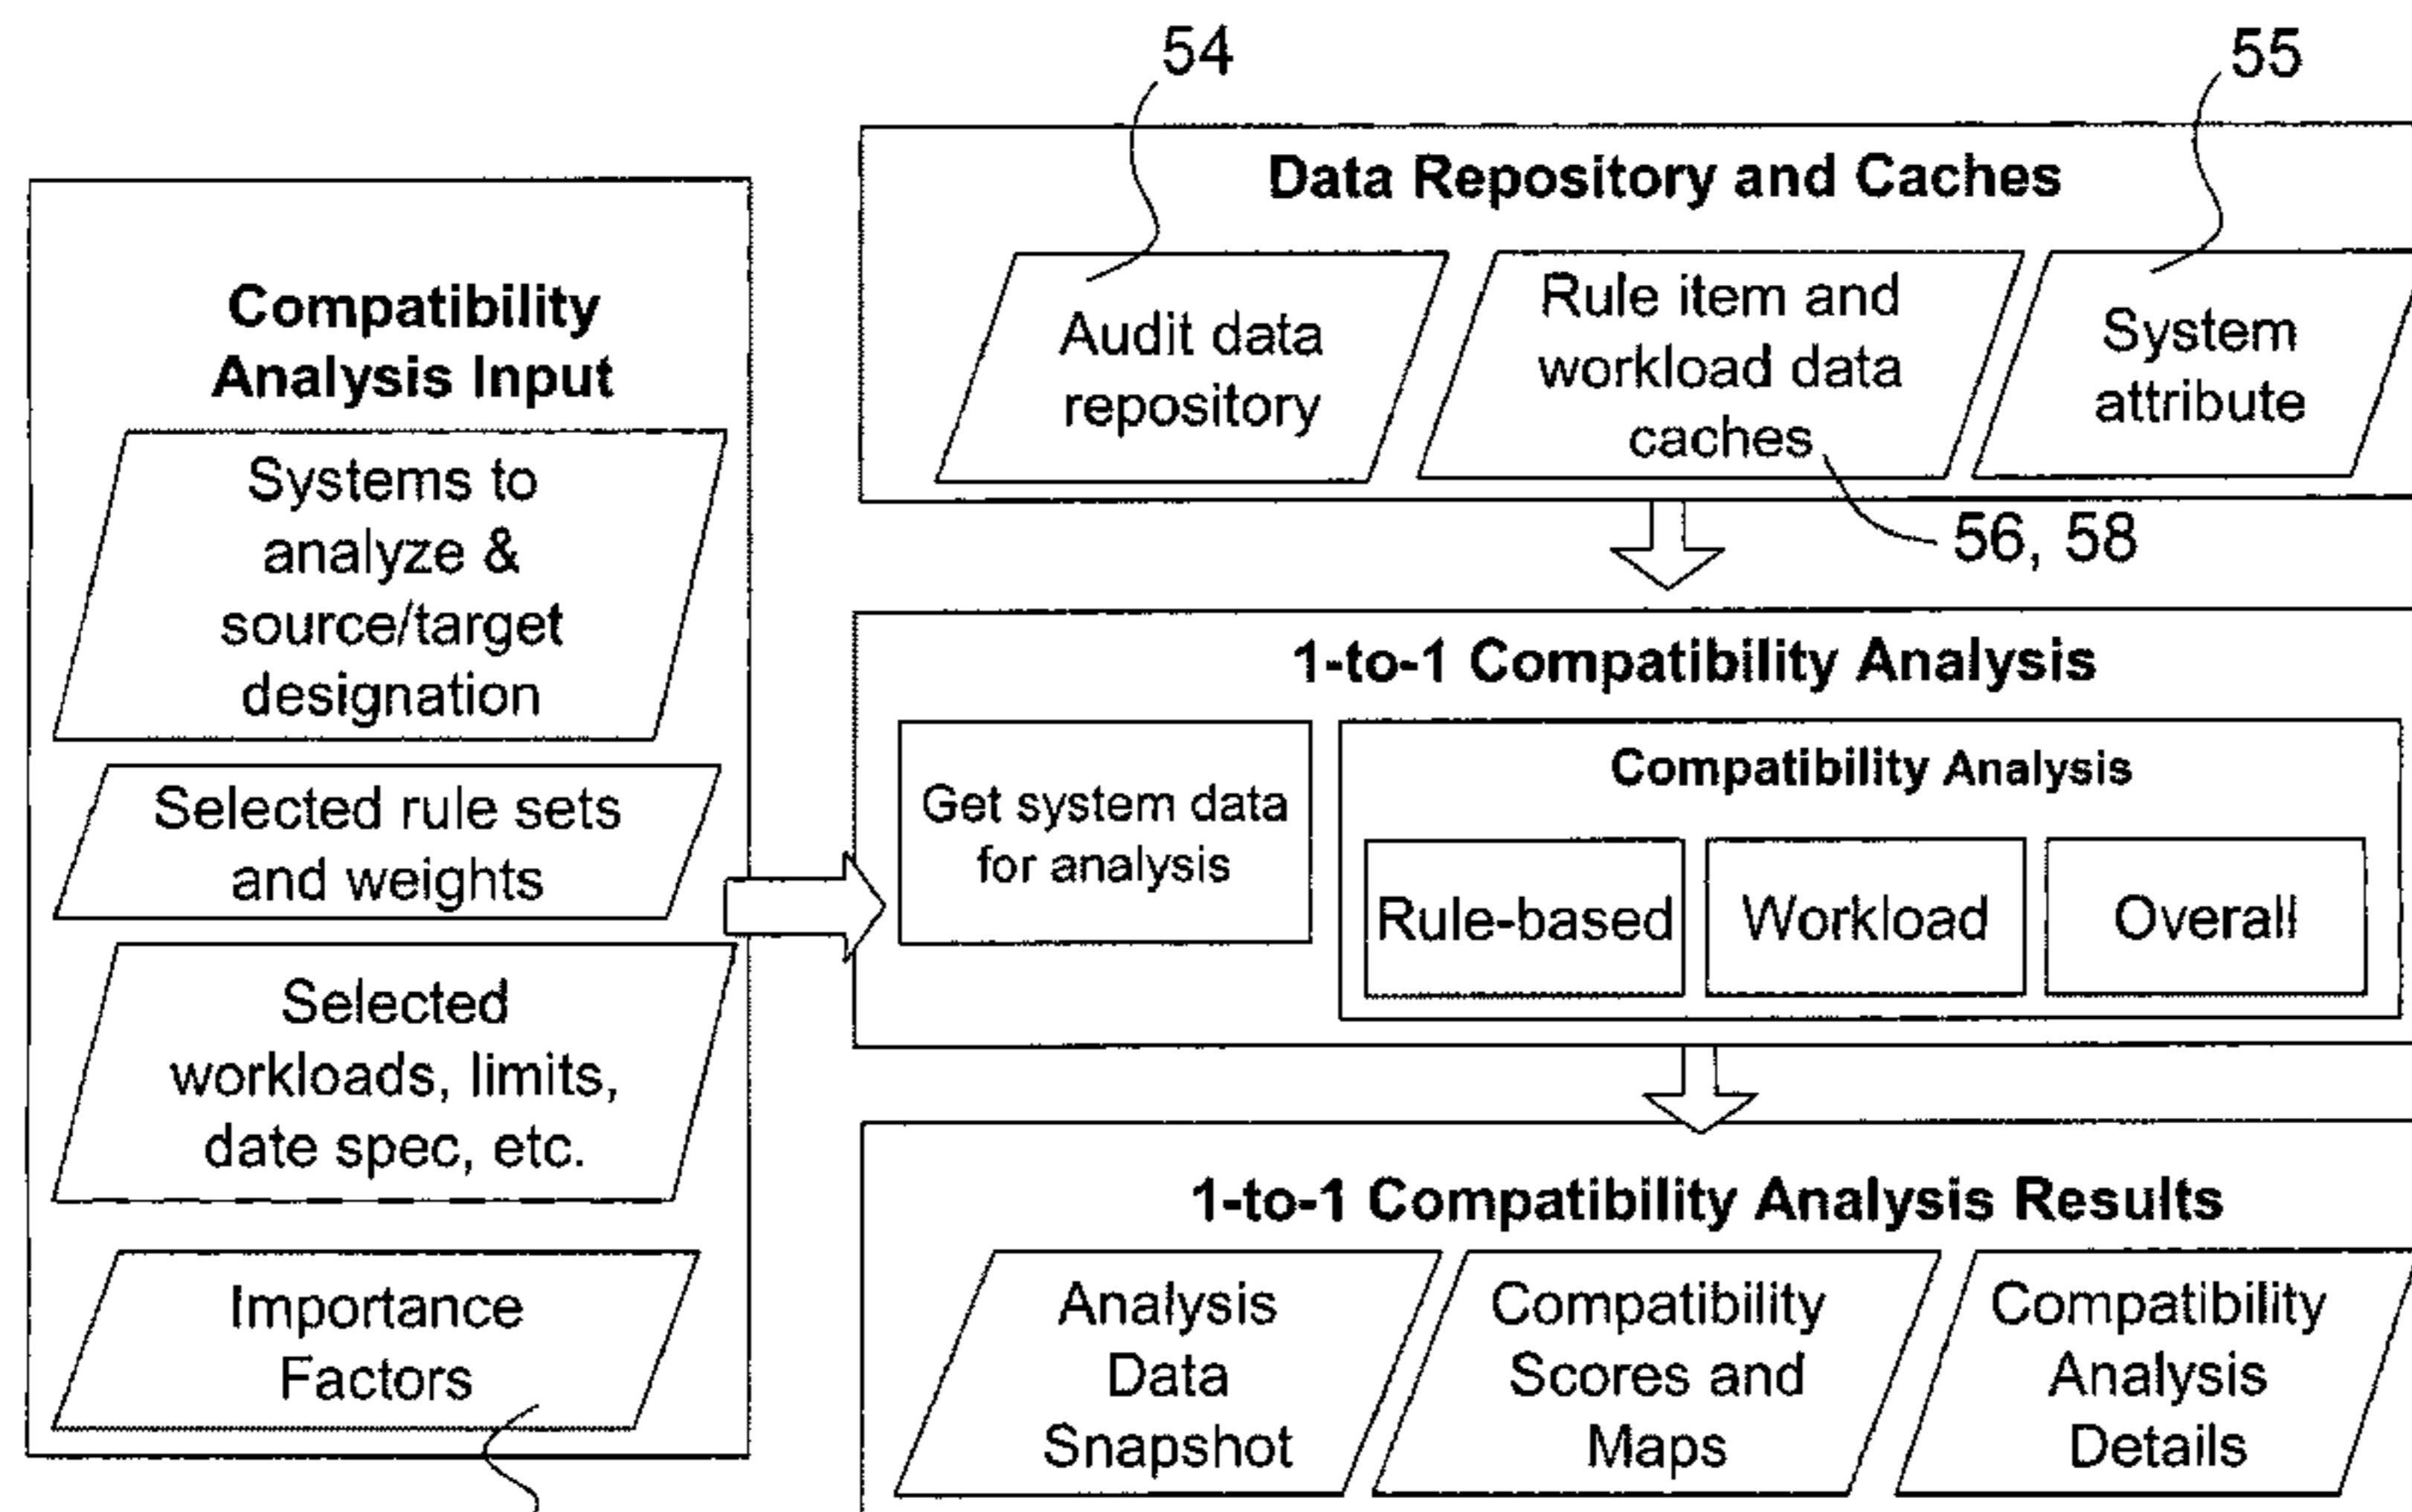 54
55
Data Repository and Caches
Audit data
repository
Rule item and
workload data
caches
System
attribute
56, 58
Compatibility
Analysis Input
Systems to
analyze &
source/target
designation
Selected rule sets
and weights
Selected
workloads, limits,
date spec, etc.
Importance
Factors
1-to-1 Compatibility Analysis
Get system data
for analysis
Compatibility Analysis
Rule-based
Workload
Overall
1-to-1 Compatibility Analysis Results
Analysis
Data
Snapshot
Compatibility
Scores and
Maps
Compatibility
Analysis
Details